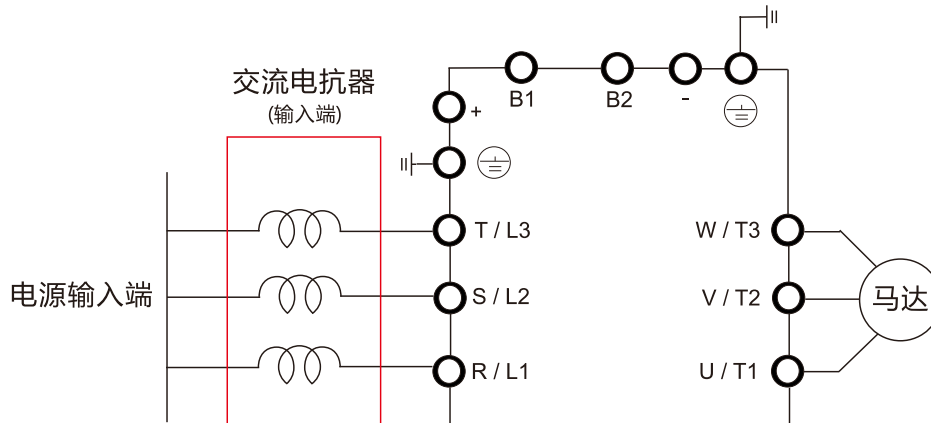 交流电抗器
(输入端)
B1
B2
-
+
T / L3
W / T3
电源输入端
S / L2
V / T2
马达
R / L1
U / T1